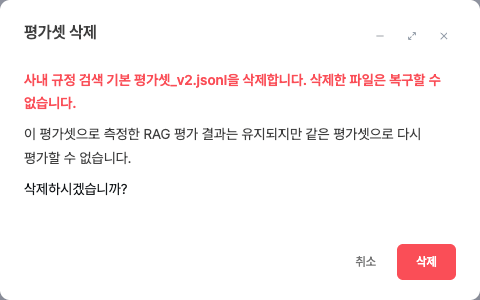 평가셋 삭제
사내 규정 검색 기본 평가셋_v2.jsonl을 삭제합니다. 삭제한 파일은 복구할 수
없습니다.
이 평가셋으로 측정한 RAG 평가 결과는 유지되지만 같은 평가셋으로 다시
평가할 수 없습니다.
삭제하시겠습니까?
취소 삭제